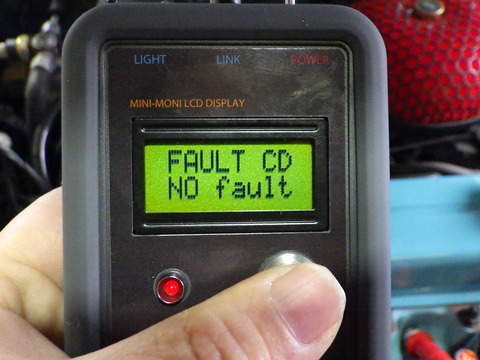 LIGHT LINK POWER
MINI-MONI LCD DISPLAY
FAULT CD
NO fault